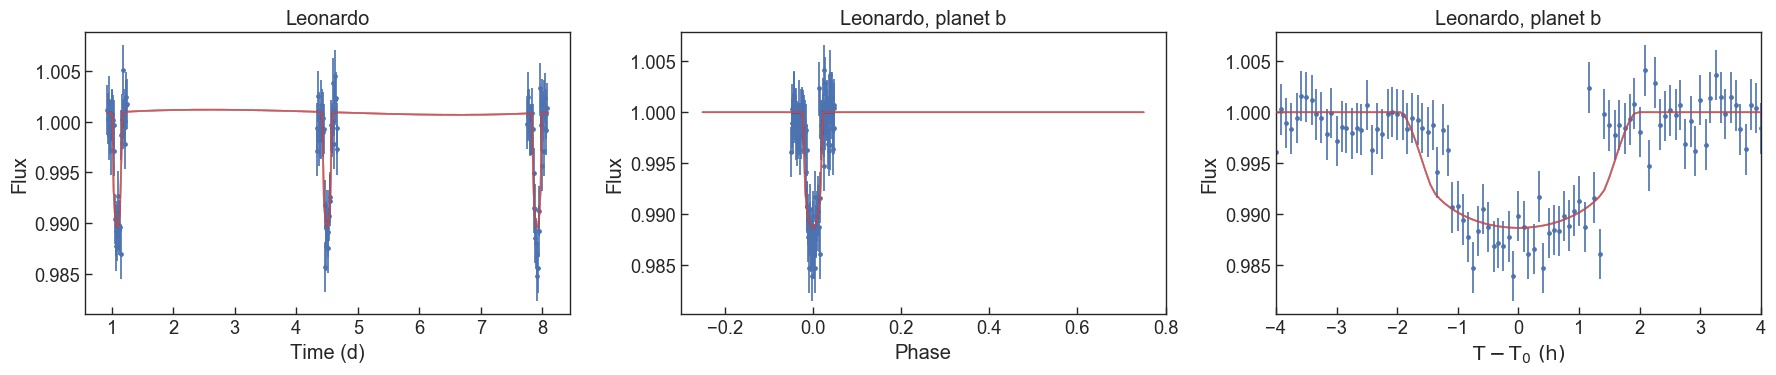 Leonardo
1.005
1.000
0.995
0.990
0.985
Flux
1 2 3 4 5 6 7 8
Time (d)
Leonardo, planet b
1.005
1.000
0.995
0.990
0.985
Flux
−0.2 0.0 0.2 0.4 0.6 0.8
Phase
Leonardo, planet b
1.005
1.000
0.995
0.990
0.985
Flux
−4 −3 −2 −1 0 1 2 3 4
T − T₀ (h)